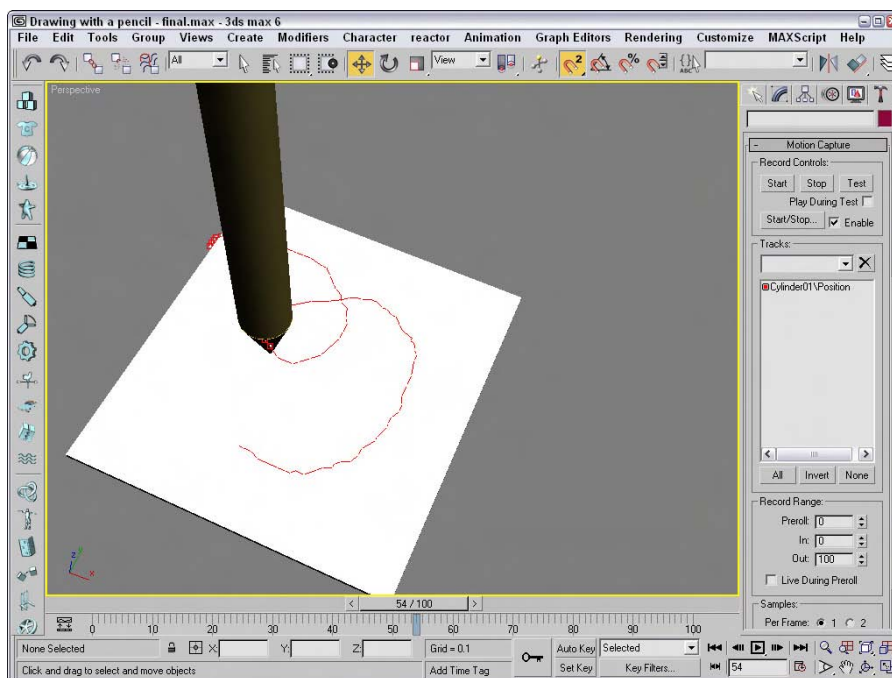 Drawing with a pencil - final.max - 3ds max 6
File Edit Tools Group Views Create Modifiers Character reactor Animation Graph Editors Rendering Customize MAXScript Help
All
View
Perspective
Motion Capture
Record Controls:
Start Stop Test
Play During Test
Start/Stop... Enable
Tracks:
Cylinder01\Position
All Invert None
Record Range:
Preroll: 0
In: 0
Out: 100
Live During Preroll
Samples:
Per Frame: 1 2
z y x
54 / 100
0 10 20 30 40 50 60 70 80 90 100
None Selected X: Y: Z: Grid = 0.1 Auto Key Selected
Click and drag to select and move objects Add Time Tag Set Key Key Filters... 54